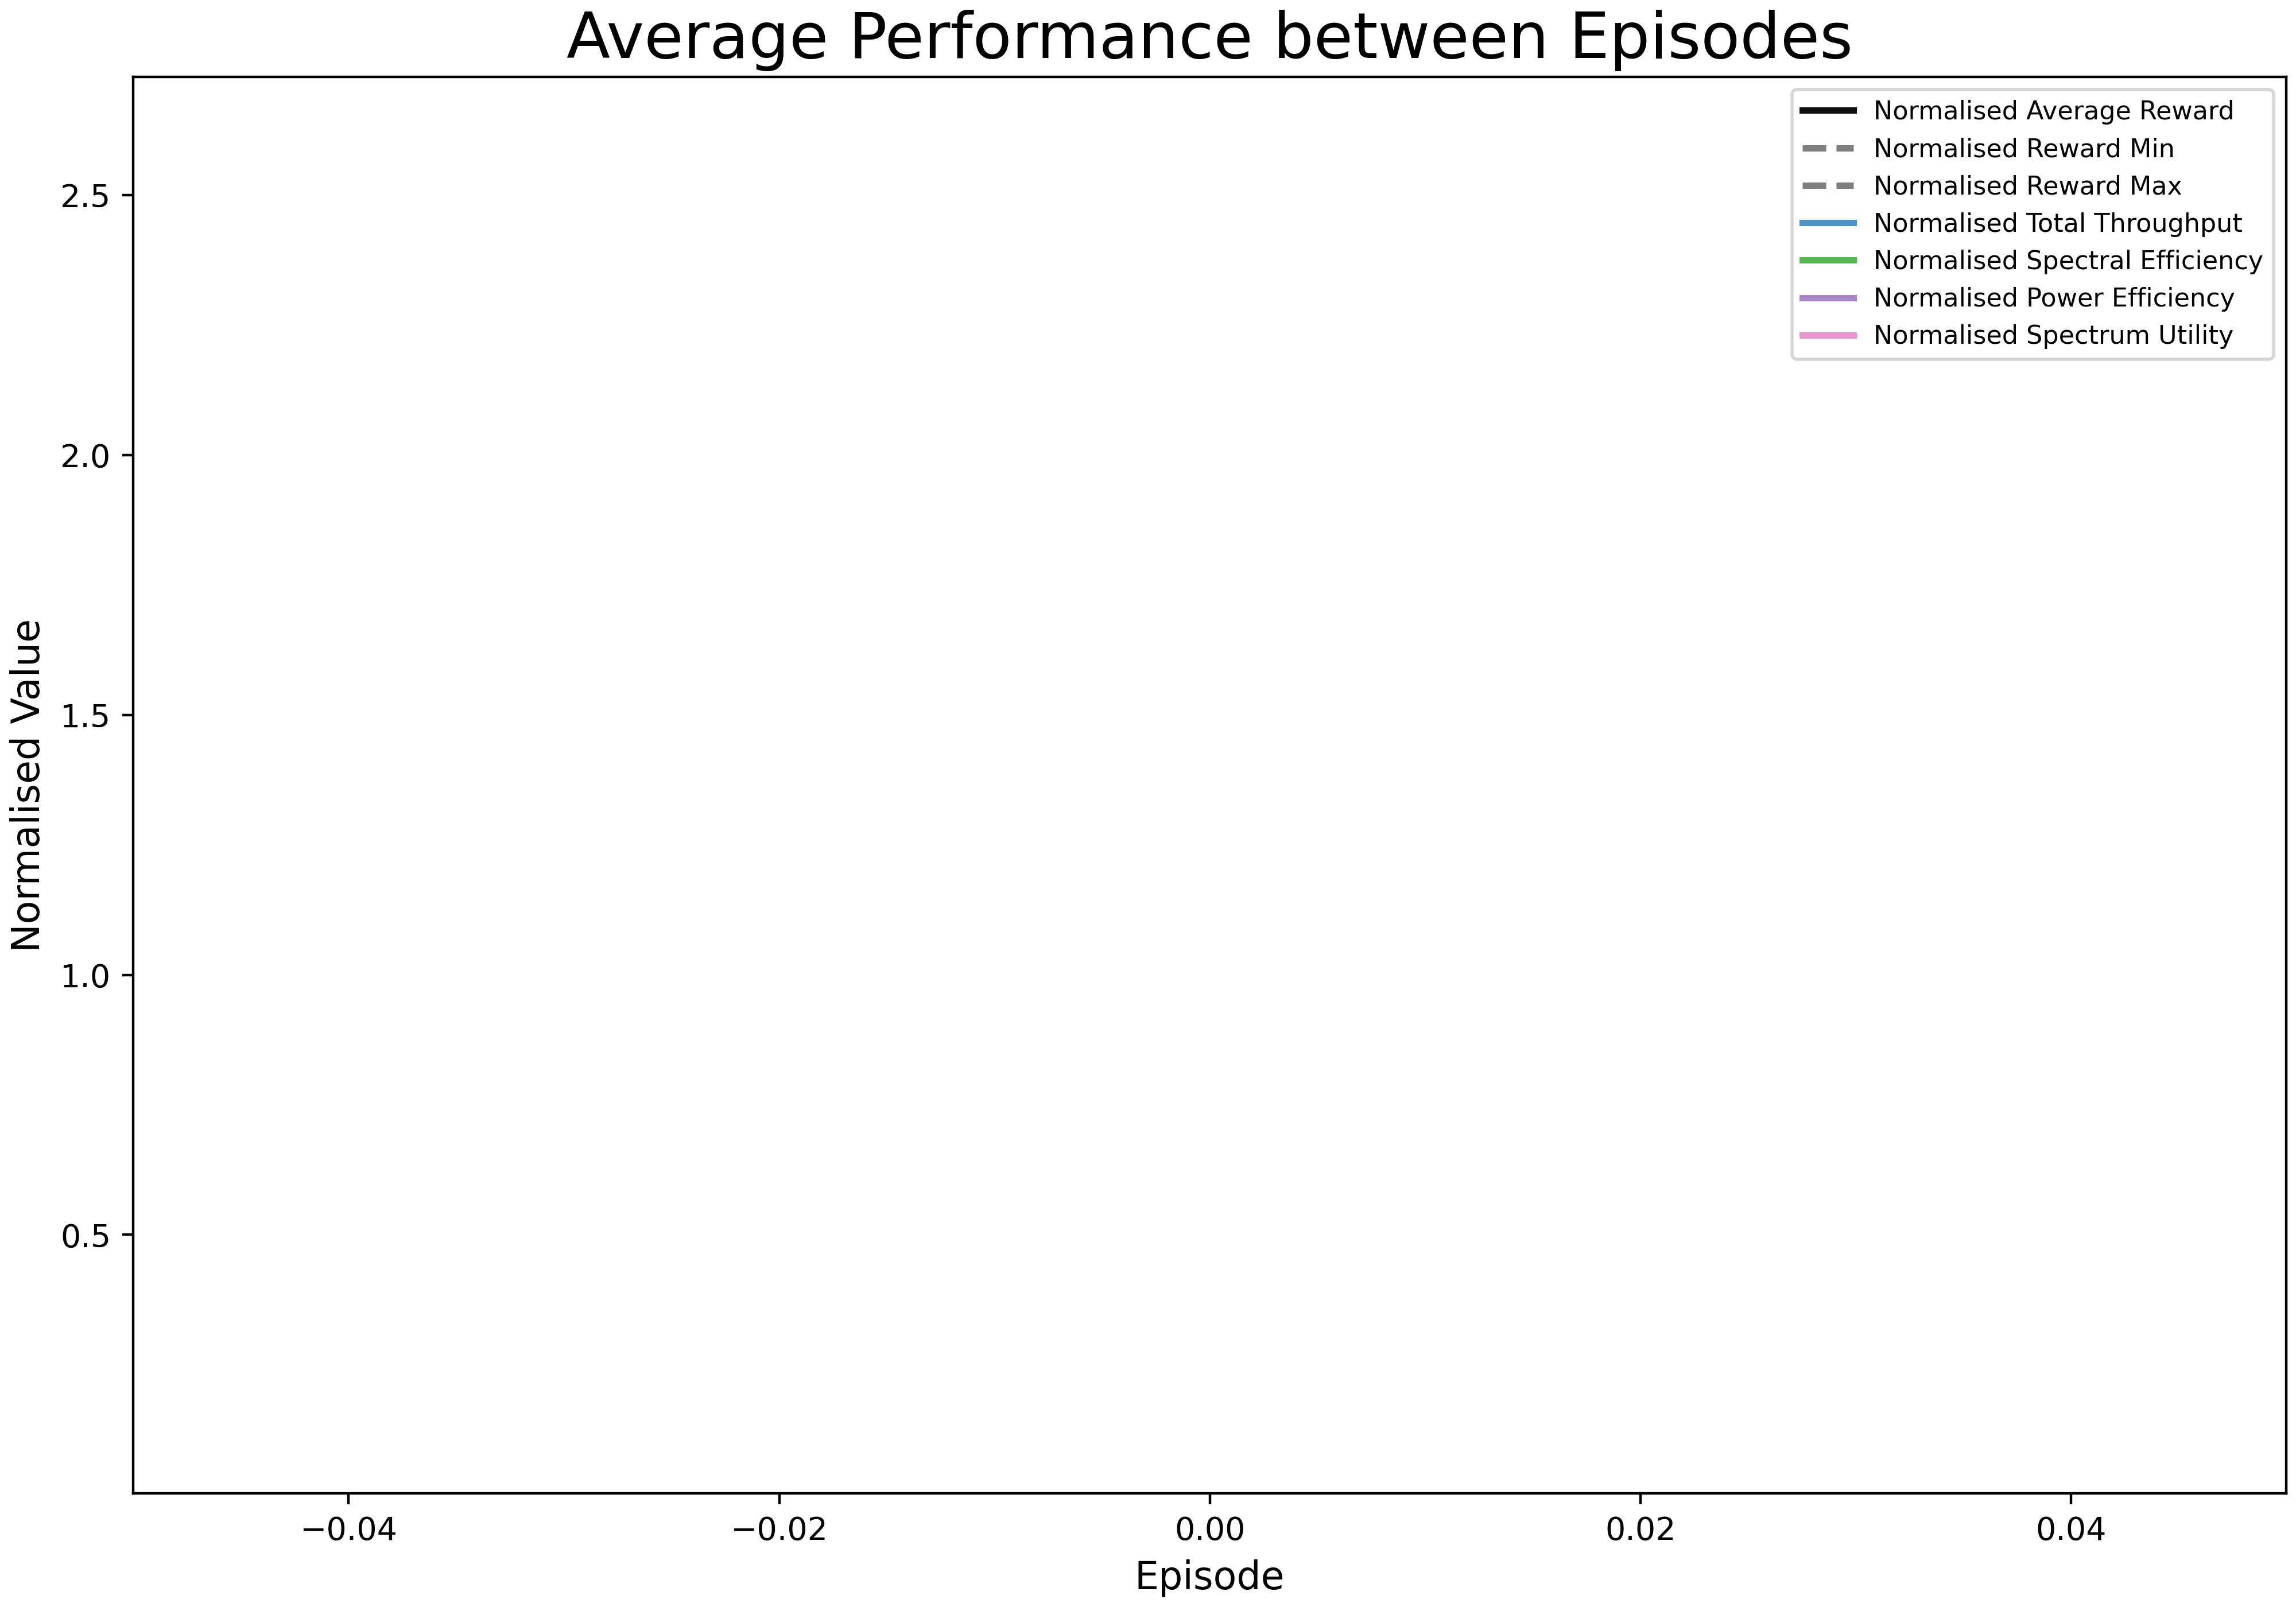 Average Performance between Episodes
Normalised Average Reward
Normalised Reward Min
Normalised Reward Max
Normalised Total Throughput
Normalised Spectral Efficiency
Normalised Power Efficiency
Normalised Spectrum Utility
2.5
2.0
1.5
1.0
0.5
Normalised Value
−0.04 −0.02 0.00 0.02 0.04
Episode